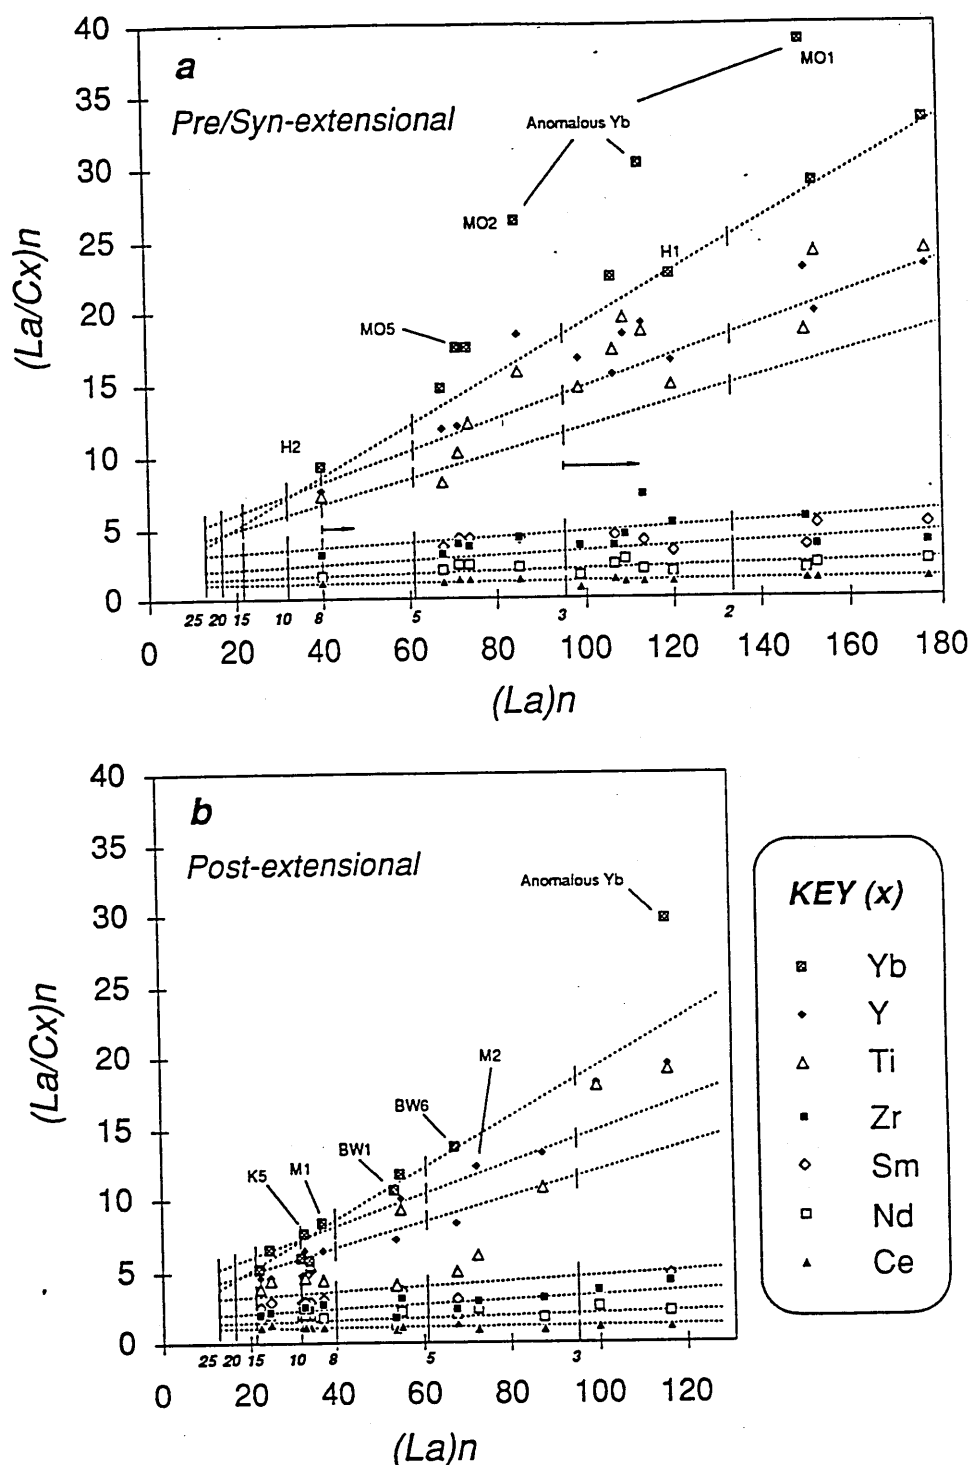 40
35
30
25
20
15
10
5
0
(La/Cx)n
a
Pre/Syn-extensional
MO1
Anomalous Yb
MO2
H1
MO5
H2
25 20 15 10 8 5 3 2
0 20 40 60 80 100 120 140 160 180
(La)n
40
35
30
25
20
15
10
5
0
(La/Cx)n
b
Post-extensional
Anomalous Yb
M2
BW6
BW1
M1
K5
25 20 15 10 8 5 3
0 20 40 60 80 100 120
(La)n
KEY (x)
Yb
Y
Ti
Zr
Sm
Nd
Ce